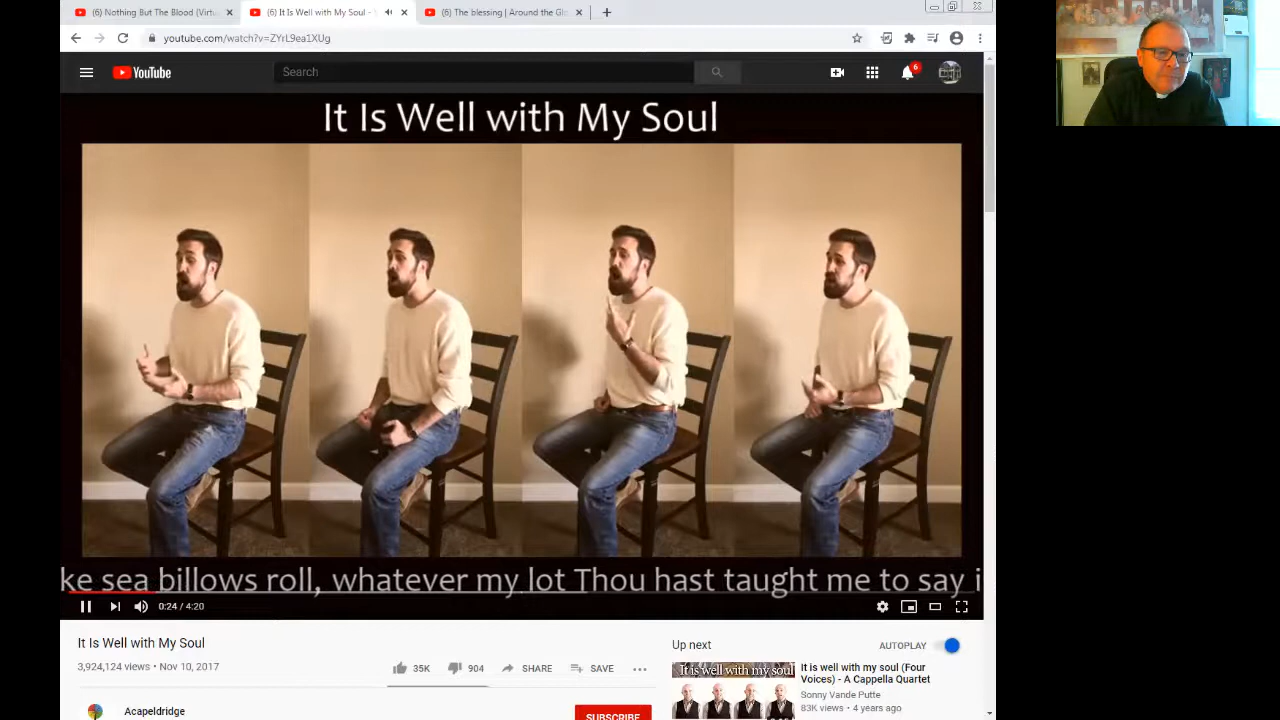 (6) Nothing But The Blood (Virtu
(6) It Is Well with My Soul -
(6) The blessing | Around the Glo
youtube.com/watch?v=ZYrL9ea1XUg
YouTube
Search
6
It Is Well with My Soul
ke sea billows roll, whatever my lot Thou hast taught me to say i
0:24 / 4:20
It Is Well with My Soul
3,924,124 views • Nov 10, 2017
35K
904
SHARE
SAVE
Acapeldridge
SUBSCRIBE
Up next
AUTOPLAY
It is well with my soul
It is well with my soul (Four
Voices) - A Cappella Quartet
Sonny Vande Putte
83K views • 4 years ago